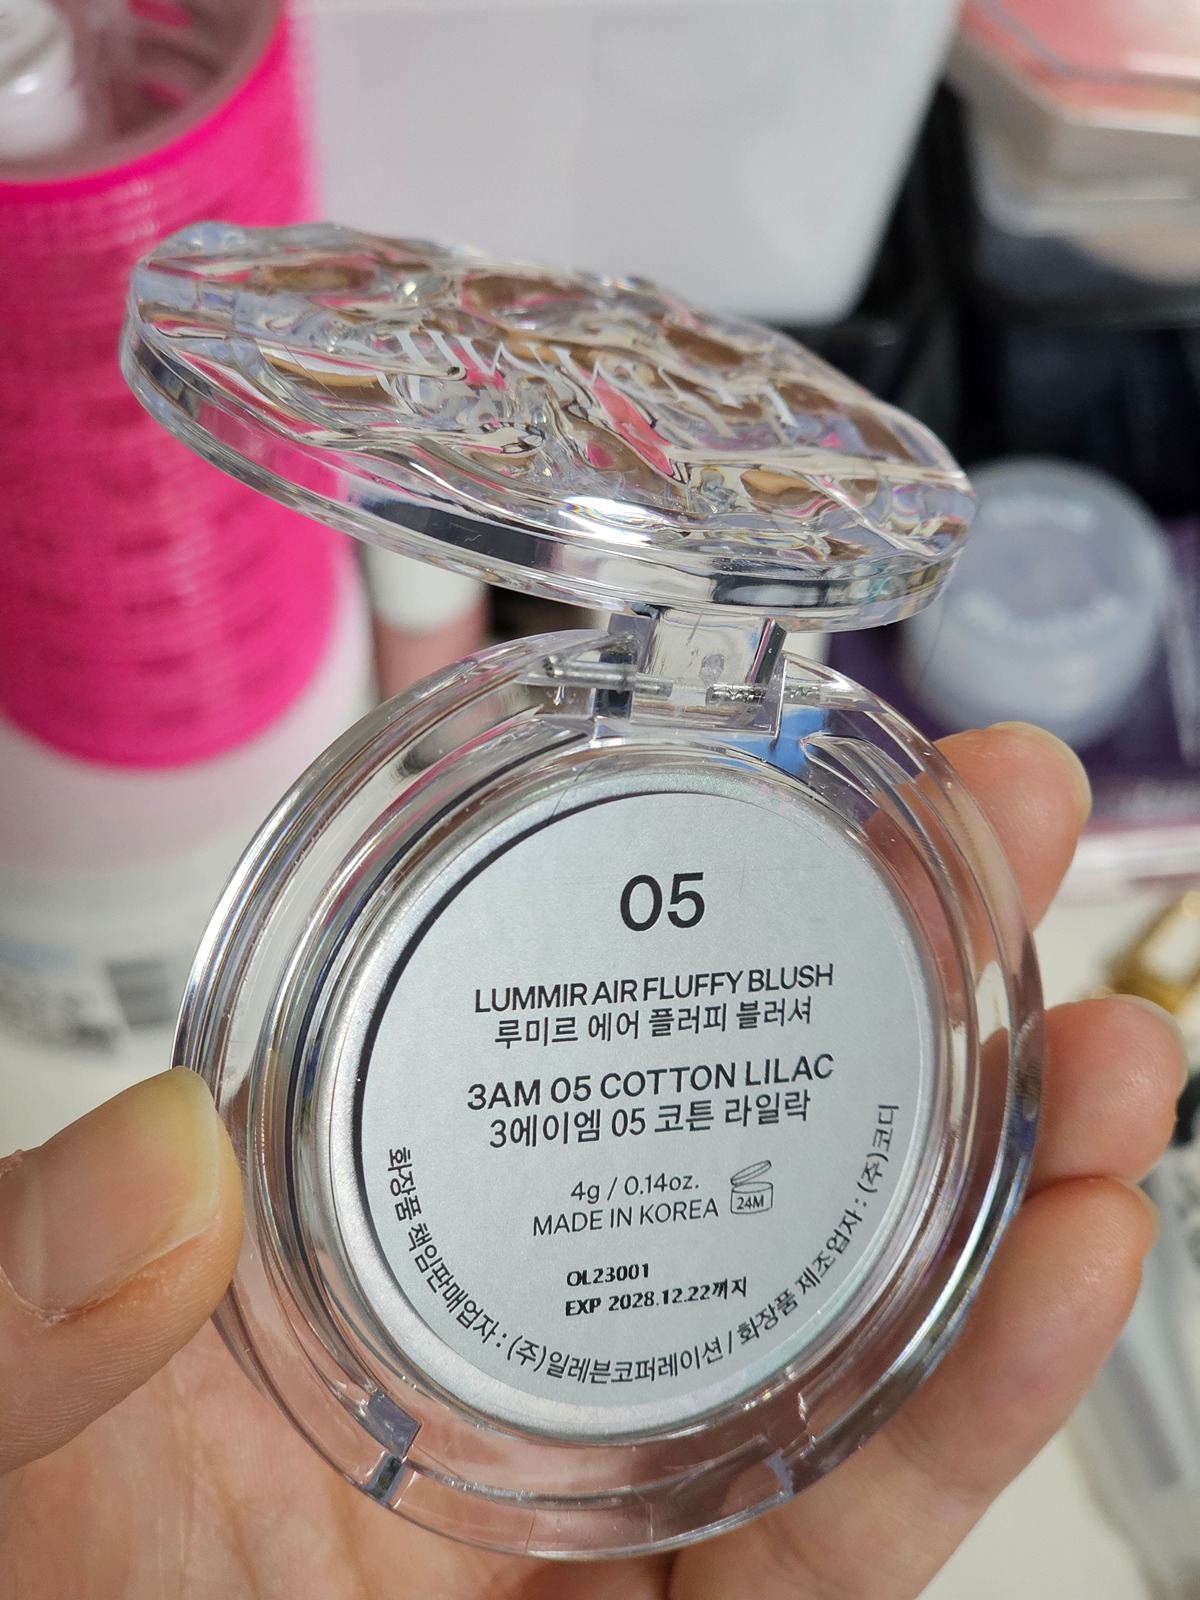 05
LUMMIR AIR FLUFFY BLUSH
루미르 에어 플러피 블러셔
3AM 05 COTTON LILAC
3에이엠 05 코튼 라일락
4g / 0.14oz.
MADE IN KOREA
24M
OL23001
EXP 2028.12.22까지
화장품 책임판매업자 : (주)일레븐코퍼레이션 / 화장품 제조업자 : (주)코디